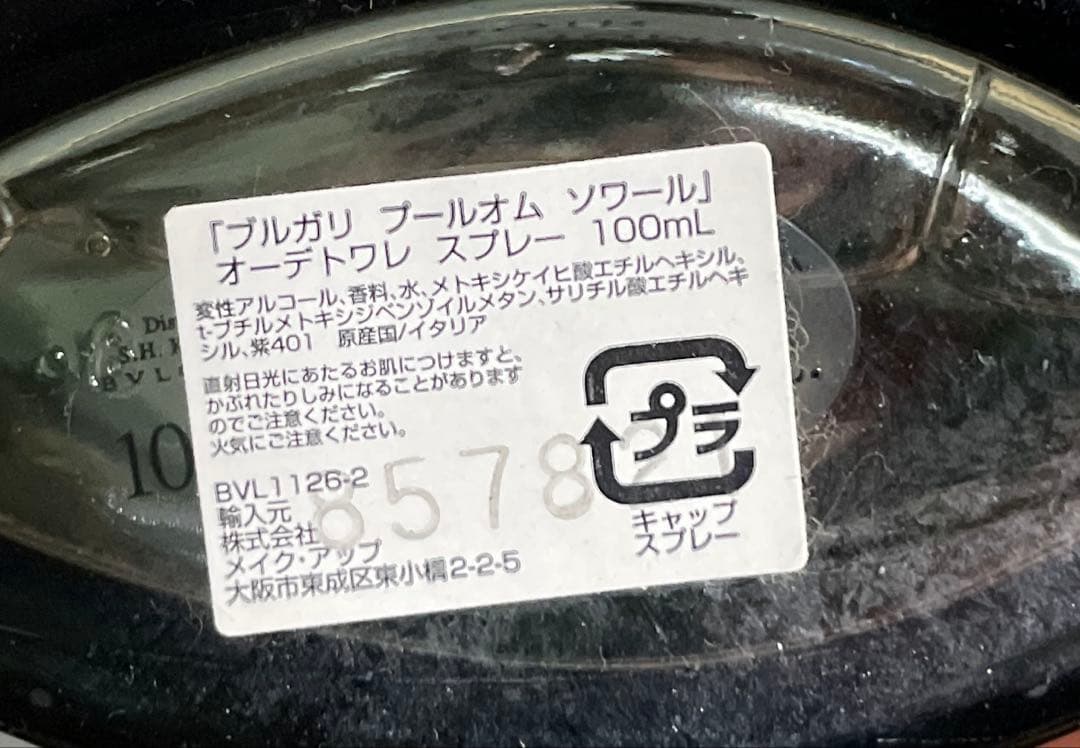 「ブルガリ プールオム ソワール」
オーデトワレ スプレー 100mL
変性アルコール、香料、水、メトキシケイヒ酸エチルヘキシル、
t-ブチルメトキシジベンゾイルメタン、サリチル酸エチルヘキ
シル、紫401 原産国/イタリア
直射日光にあたるお肌につけますと、
かぶれたりしみになることがあります
のでご注意ください。
火気にご注意ください。
BVL1126-2
輸入元
株式会社
メイク・アップ
大阪市東成区東小橋2-2-5
プラ
キャップ
スプレー
8578
S.H.
10